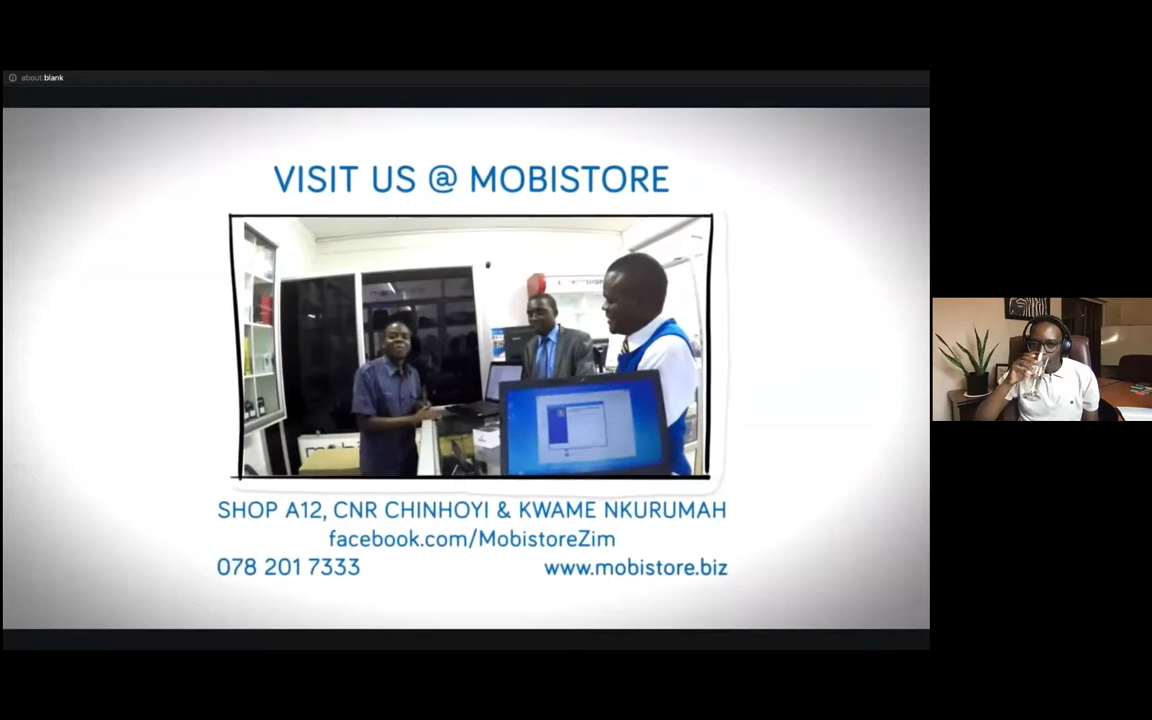 about:blank
VISIT US @ MOBISTORE
SHOP A12, CNR CHINHOYI & KWAME NKURUMAH
facebook.com/MobistoreZim
078 201 7333
www.mobistore.biz